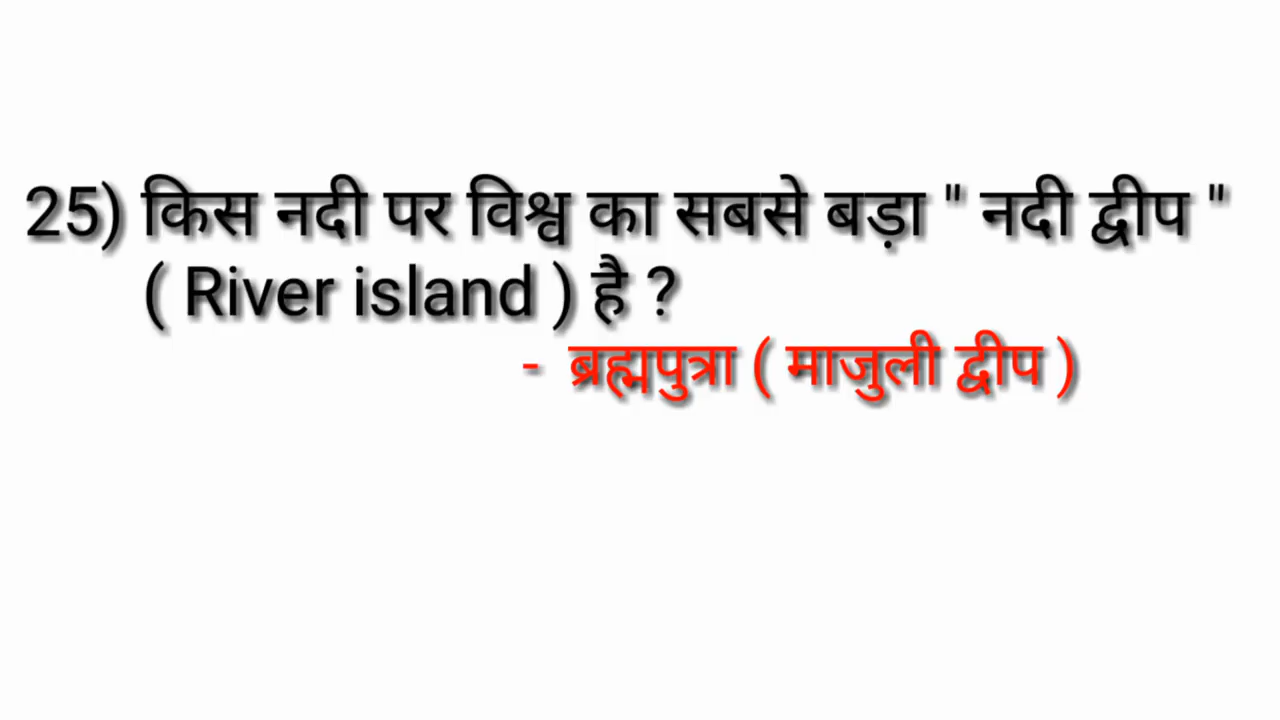 25) किस नदी पर विश्व का सबसे बड़ा " नदी द्वीप "
( River island ) है ?
- ब्रह्मपुत्रा ( माजुली द्वीप )